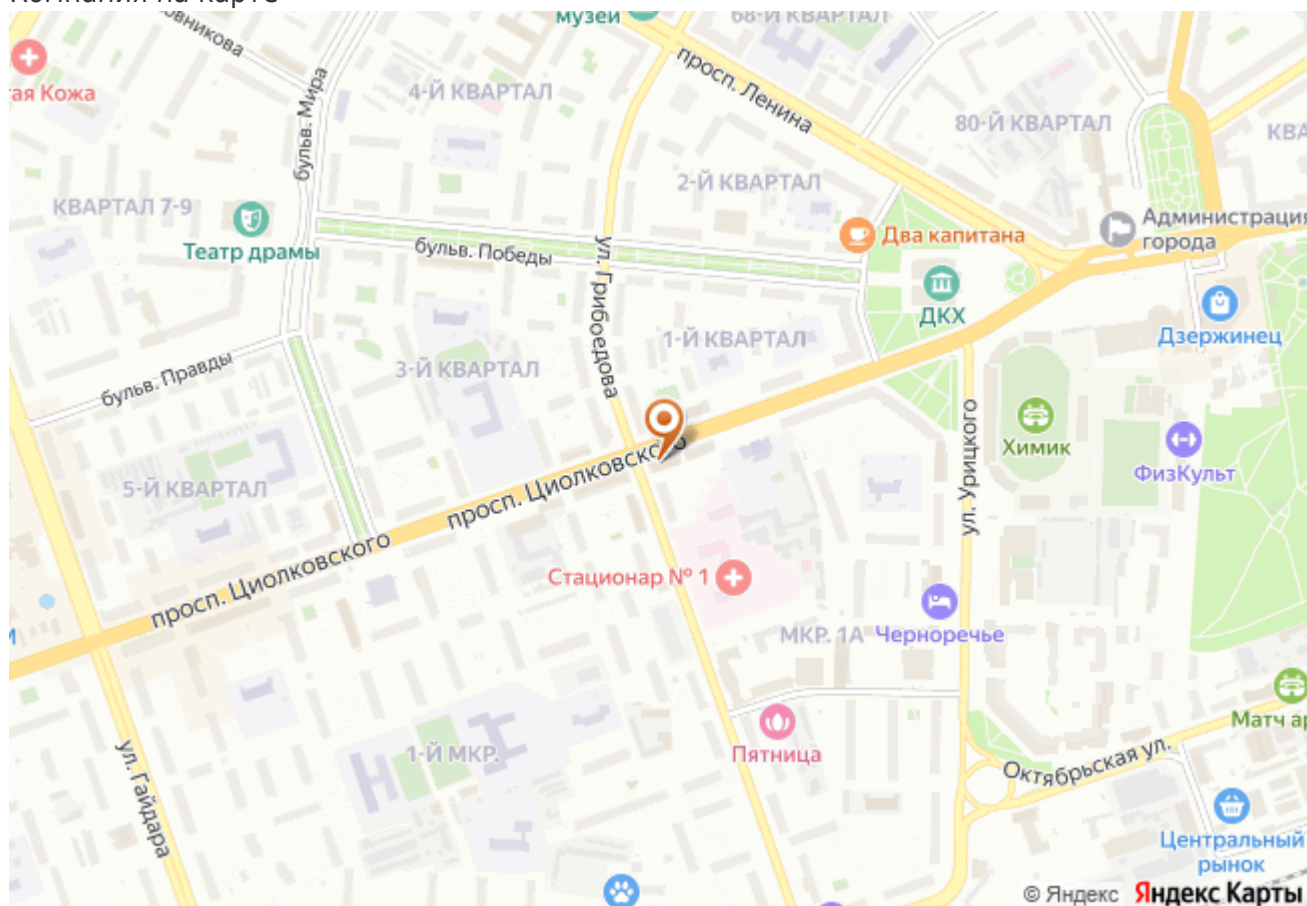 Компания на карте
музей
68-Й КВАРТАЛ
бульв. Мира
просп. Ленина
4-Й КВАРТАЛ
80-Й КВАРТАЛ
2-Й КВАРТАЛ
КВАРТАЛ 7-9
Театр драмы
бульв. Победы
ул. Грибоедова
Два капитана
Администрация
города
ДКХ
Дзержинец
1-Й КВАРТАЛ
3-Й КВАРТАЛ
бульв. Правды
Химик
ФизКульт
ул. Урицкого
5-Й КВАРТАЛ
просп. Циолковского
просп. Циолковского
Стационар № 1
МКР. 1А
Черноречье
Пятница
1-Й МКР.
ул. Гайдара
Октябрьская ул.
Центральный
рынок
© Яндекс Яндекс Карты